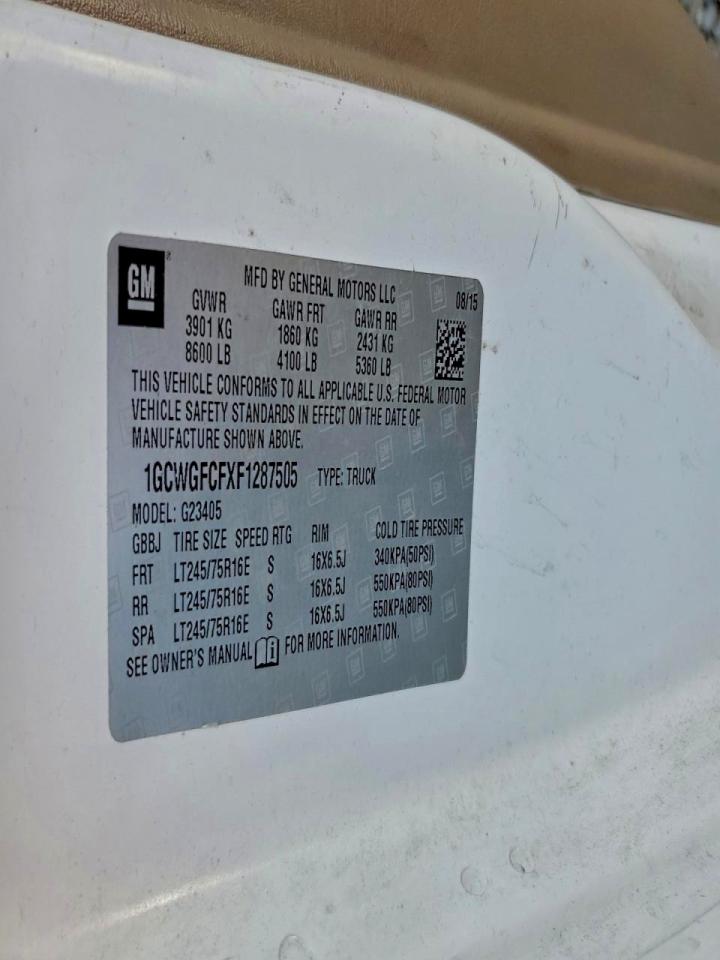 GM ®
MFD BY GENERAL MOTORS LLC 08/15
GVWR GAWR FRT GAWR RR
3901 KG 1860 KG 2431 KG
8600 LB 4100 LB 5360 LB
THIS VEHICLE CONFORMS TO ALL APPLICABLE U.S. FEDERAL MOTOR
VEHICLE SAFETY STANDARDS IN EFFECT ON THE DATE OF
MANUFACTURE SHOWN ABOVE.
1GCWGFCFXF1287505 TYPE: TRUCK
MODEL: G23405
GBBJ TIRE SIZE SPEED RTG RIM COLD TIRE PRESSURE
FRT LT245/75R16E S 16X6.5J 340KPA(50PSI)
RR LT245/75R16E S 16X6.5J 550KPA(80PSI)
SPA LT245/75R16E S 16X6.5J 550KPA(80PSI)
SEE OWNER'S MANUAL FOR MORE INFORMATION.